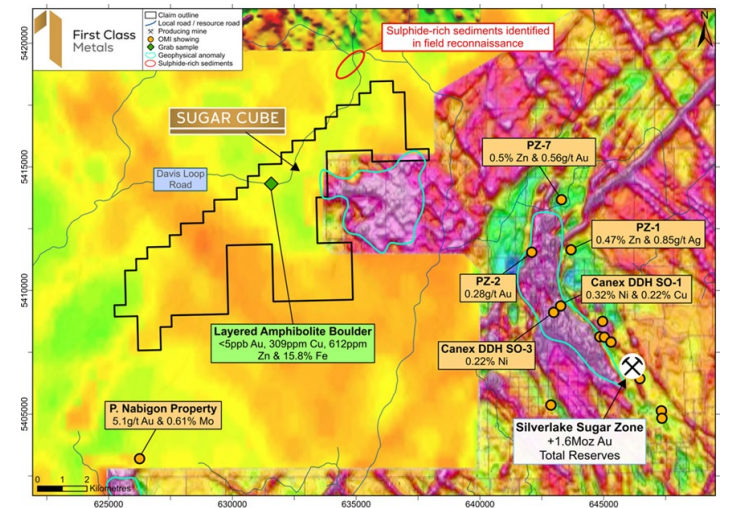 First Class
Metals
Claim outline
Local road / resource road
Producing mine
OMI showing
Grab sample
Geophysical anomaly
Sulphide-rich sediments
Sulphide-rich sediments identified
in field reconnaissance
N
5420000
SUGAR CUBE
PZ-7
0.5% Zn & 0.56g/t Au
5415000
Davis Loop
Road
PZ-1
0.47% Zn & 0.85g/t Ag
PZ-2
0.28g/t Au
Canex DDH SO-1
0.32% Ni & 0.22% Cu
5410000
Layered Amphibolite Boulder
<5ppb Au, 309ppm Cu, 612ppm
Zn & 15.8% Fe
Canex DDH SO-3
0.22% Ni
P. Nabigon Property
5.1g/t Au & 0.61% Mo
5405000
Silverlake Sugar Zone
+1.6Moz Au
Total Reserves
0 1 2
Kilometres
625000 630000 635000 640000 645000